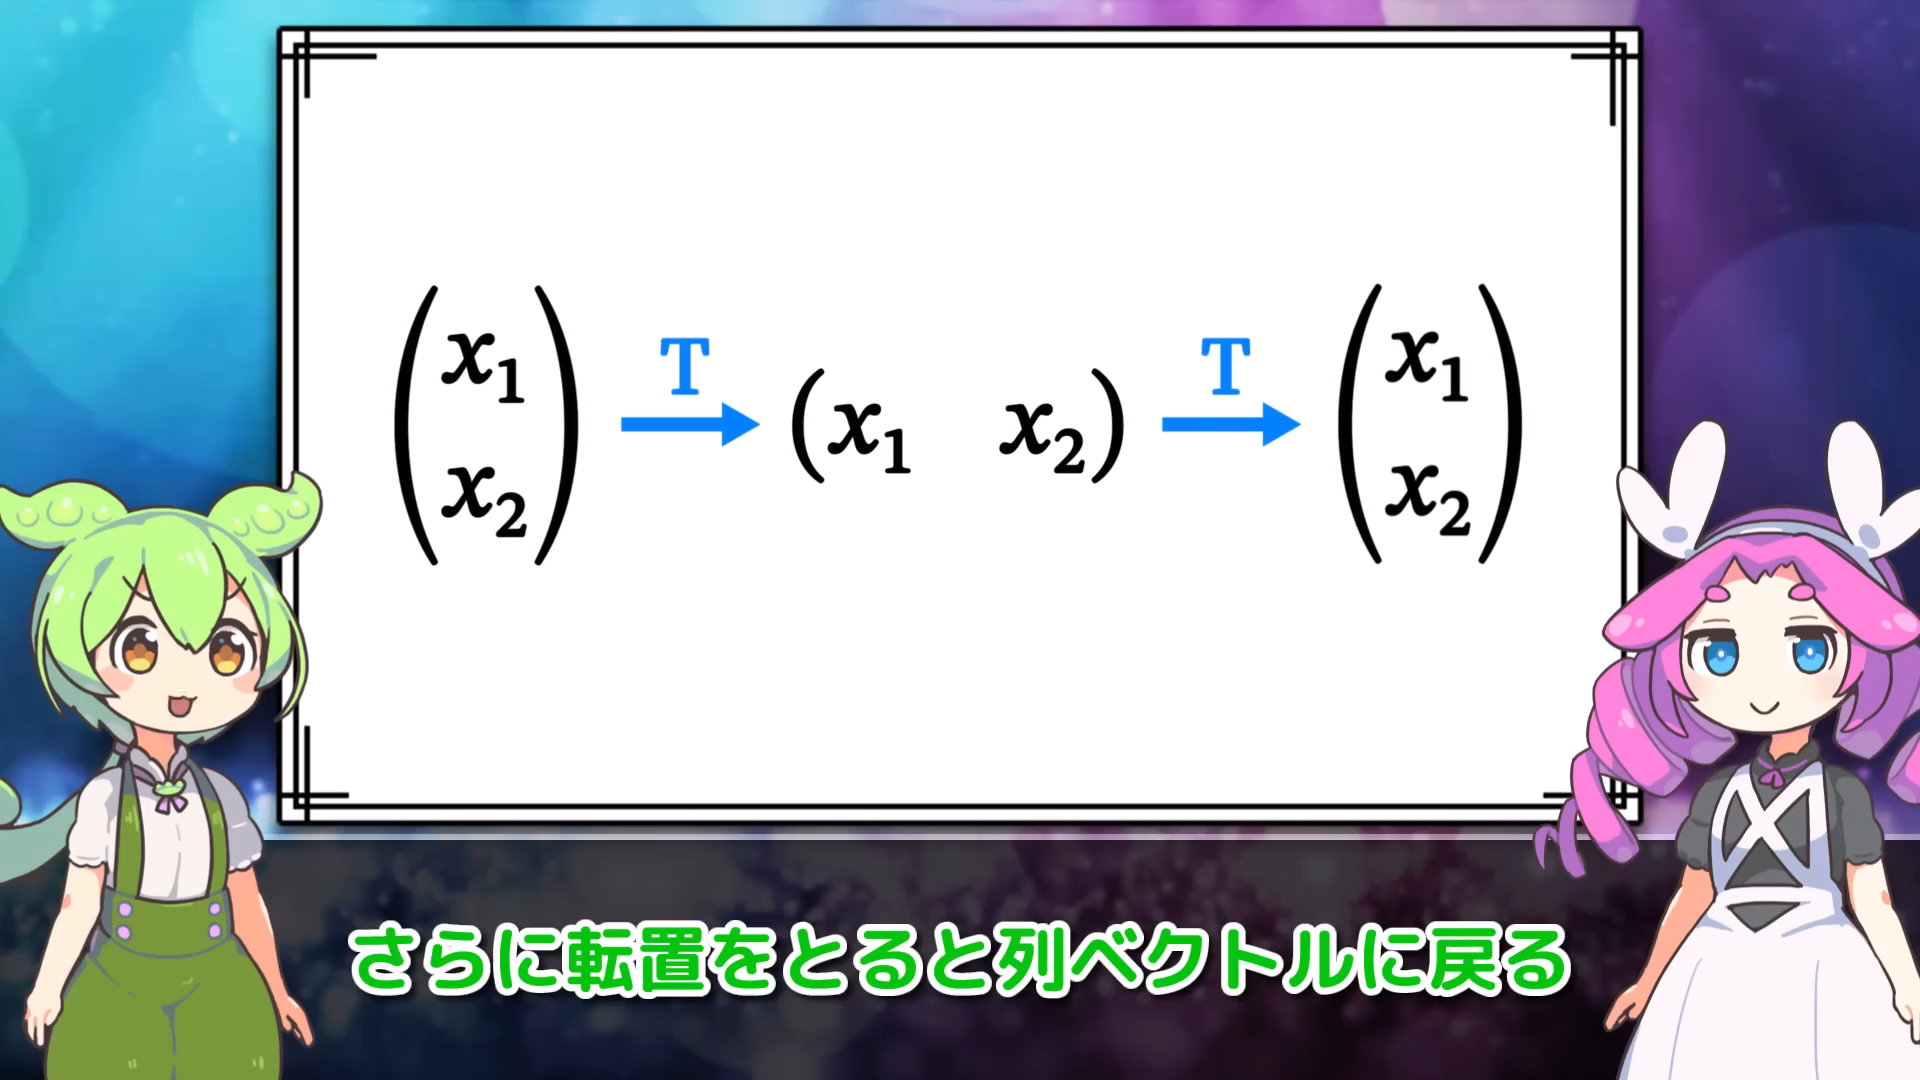 (x₁ x₂) T→ (x₁ x₂) T→ (x₁ x₂)
さらに転置をとると列ベクトルに戻る